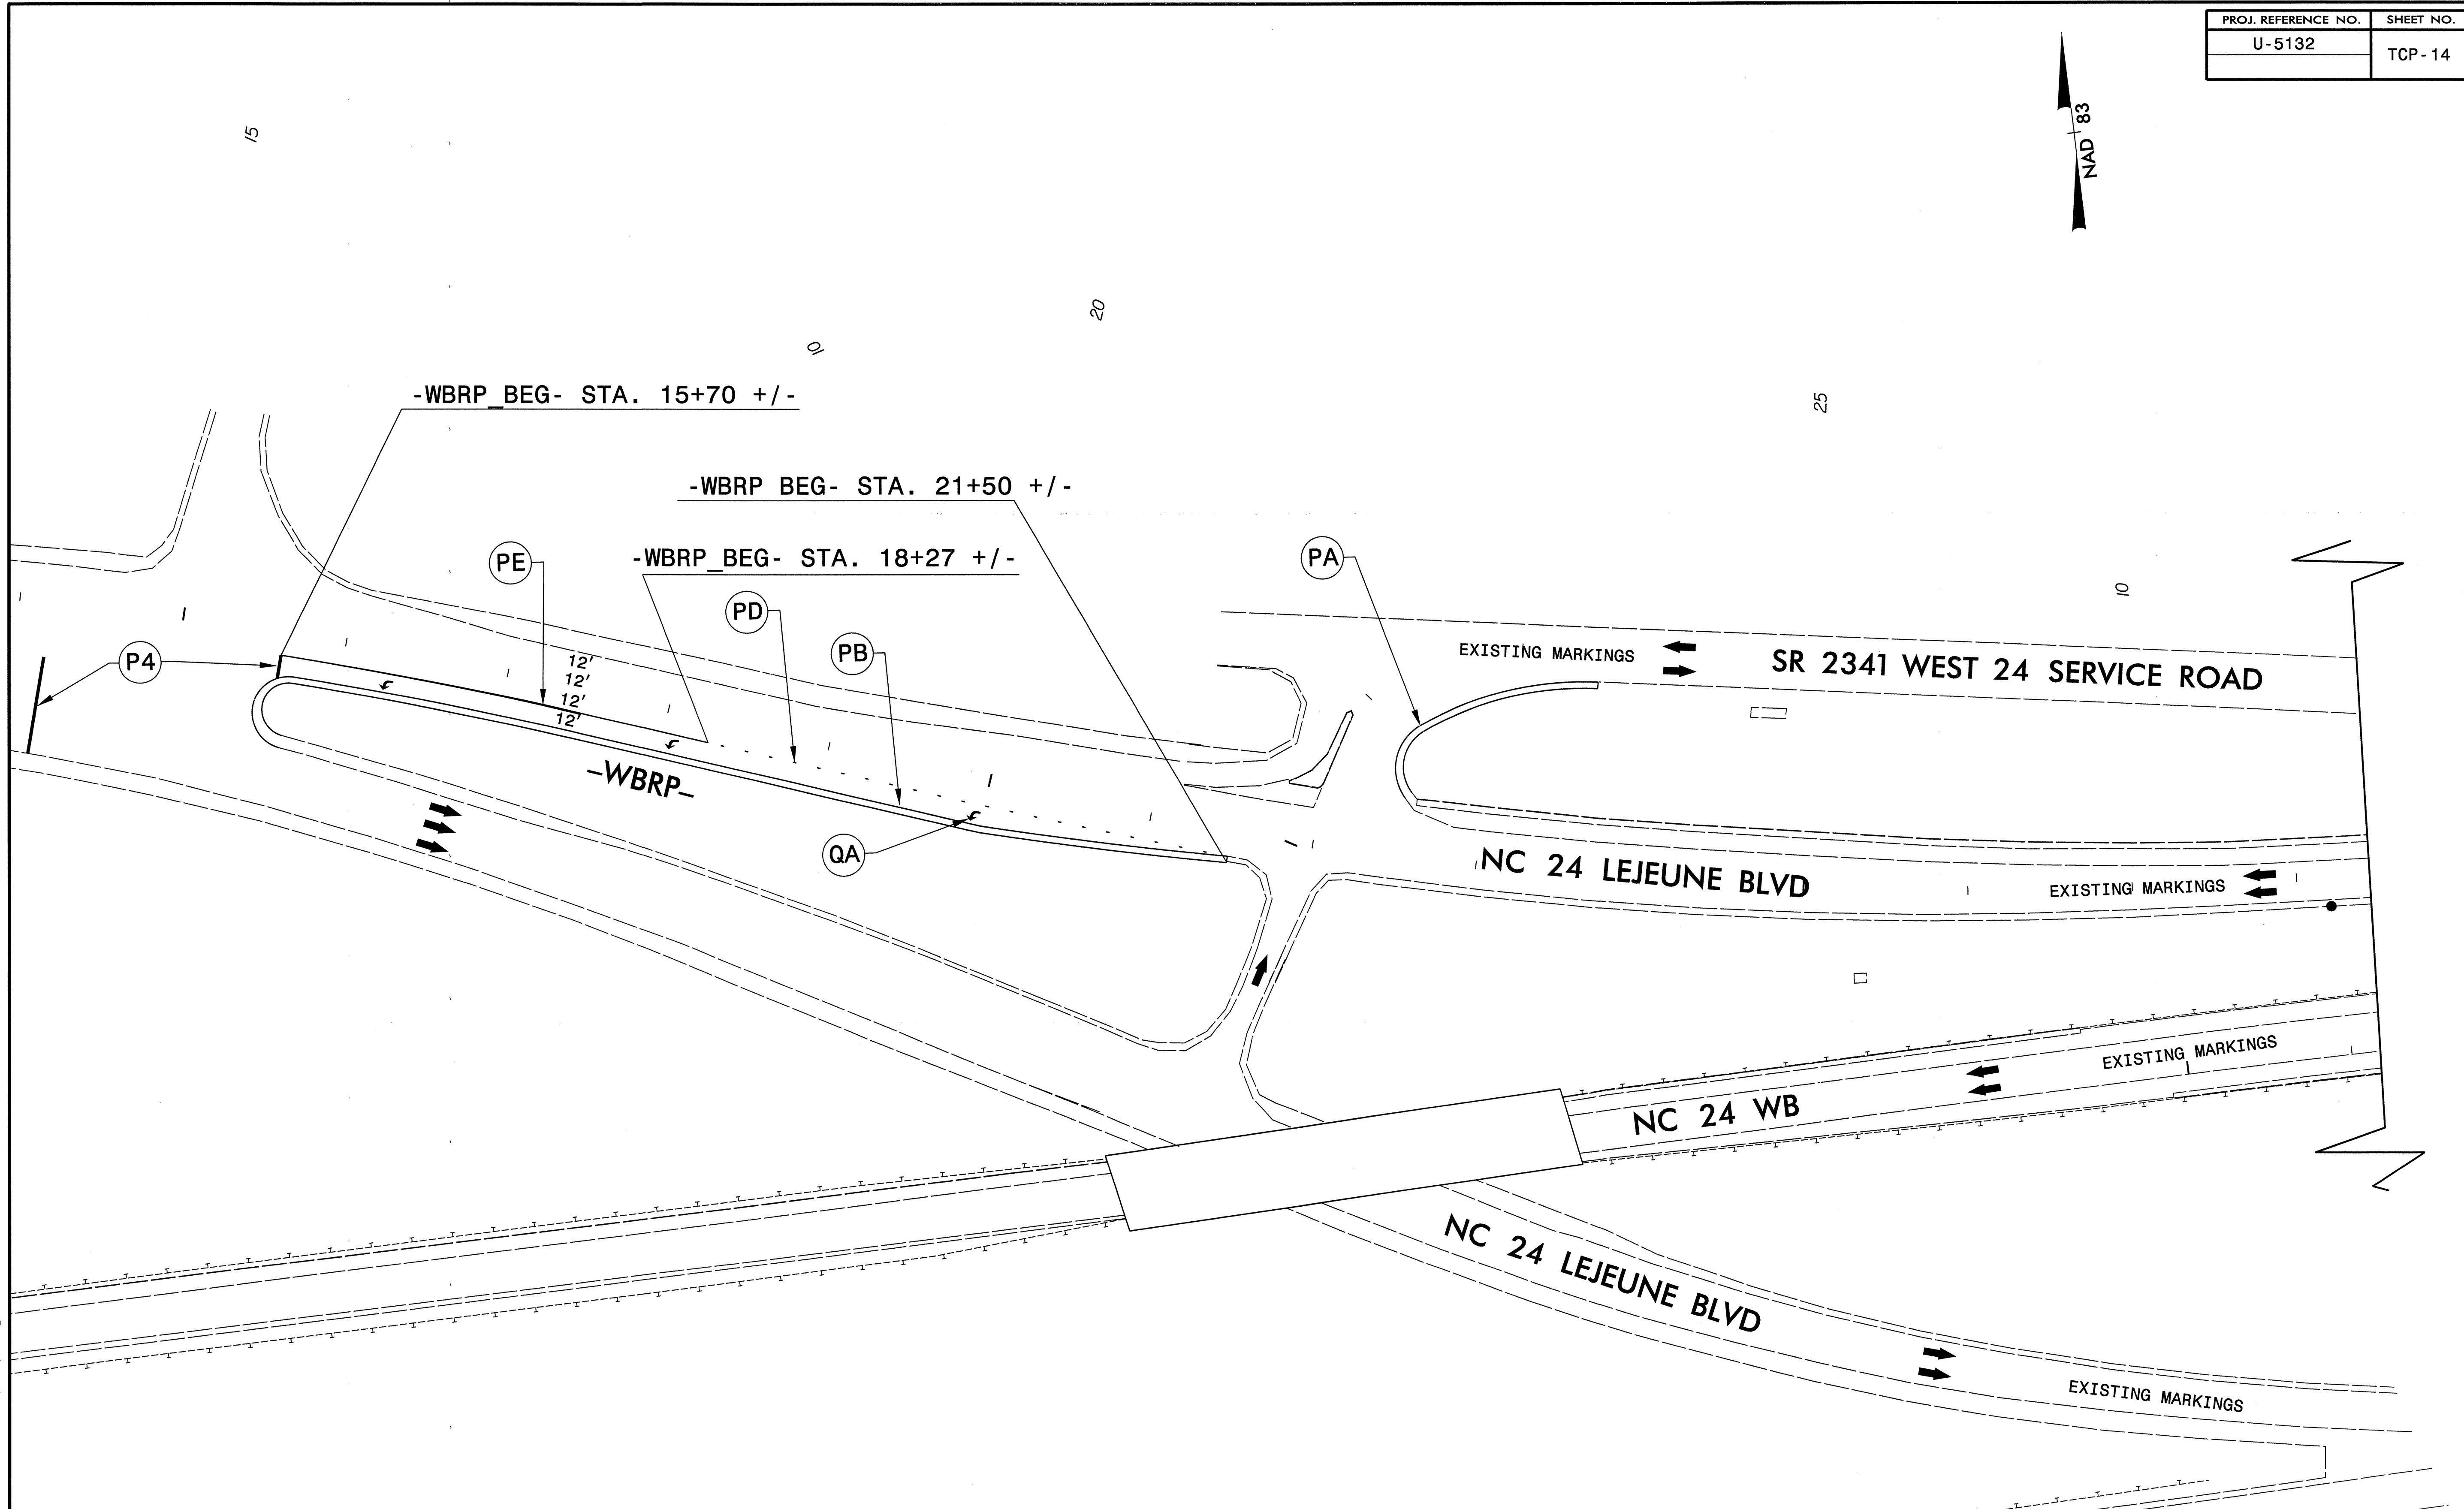 PROJ. REFERENCE NO. SHEET NO.
U-5132 TCP-14
NAD 83
15
20
10
25
-WBRP_BEG- STA. 15+70 +/-
-WBRP BEG- STA. 21+50 +/-
-WBRP_BEG- STA. 18+27 +/-
PE
PD
PB
PA
10
P4
12'
12'
12'
12'
EXISTING MARKINGS
SR 2341 WEST 24 SERVICE ROAD
-WBRP-
QA
NC 24 LEJEUNE BLVD
EXISTING MARKINGS
EXISTING MARKINGS
NC 24 WB
NC 24 LEJEUNE BLVD
EXISTING MARKINGS